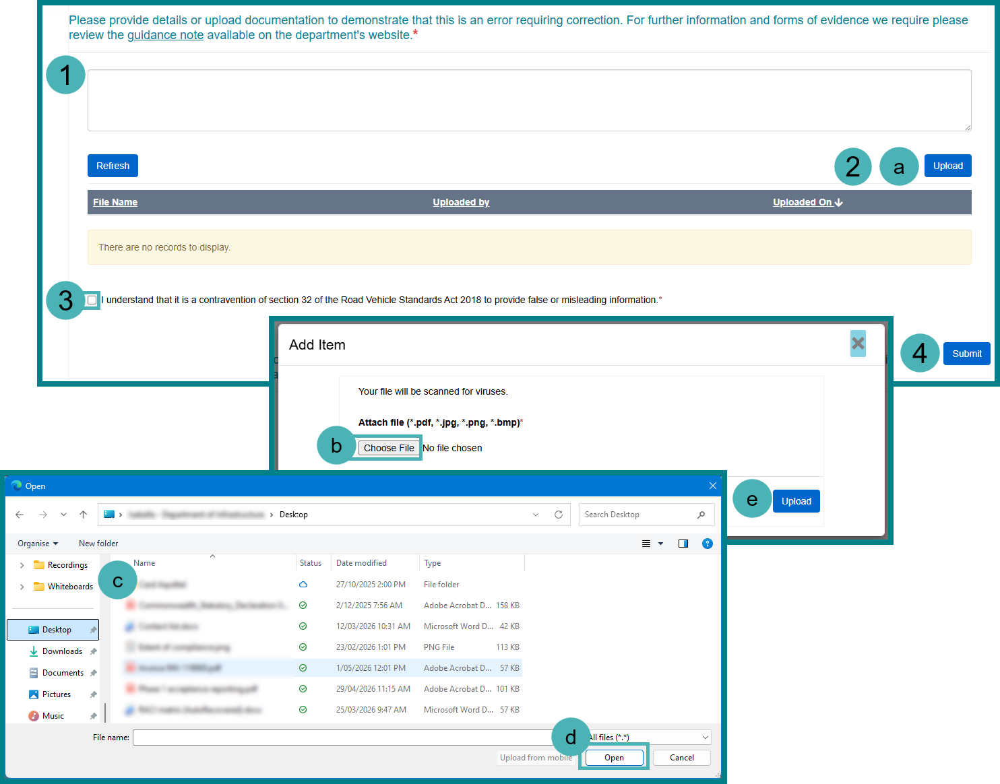 Please provide details or upload documentation to demonstrate that this is an error requiring correction. For further information and forms of evidence we require please
review the guidance note available on the department's website.*
1
Refresh
2
a
Upload
File Name Uploaded by Uploaded On
There are no records to display.
3
I understand that it is a contravention of section 32 of the Road Vehicle Standards Act 2018 to provide false or misleading information.*
4
Submit
Add Item
Your file will be scanned for viruses.
Attach file (*.pdf, *.jpg, *.png, *.bmp)*
b
Choose File No file chosen
e
Upload
Open
Desktop
Search Desktop
Organise New folder
Recordings
Whiteboards
Desktop
Downloads
Documents
Pictures
Music
c
Name Status Date modified Type
27/10/2025 2:00 PM File folder
2/12/2025 7:56 AM Adobe Acrobat D... 158 KB
12/03/2026 10:31 AM Microsoft Word D... 42 KB
23/02/2026 1:01 PM PNG File 113 KB
1/05/2026 12:01 PM Adobe Acrobat D... 57 KB
29/04/2026 11:15 AM Adobe Acrobat D... 101 KB
25/03/2026 9:47 AM Microsoft Word D... 57 KB
File name:
d
All files (*.*)
Upload from mobile
Open
Cancel